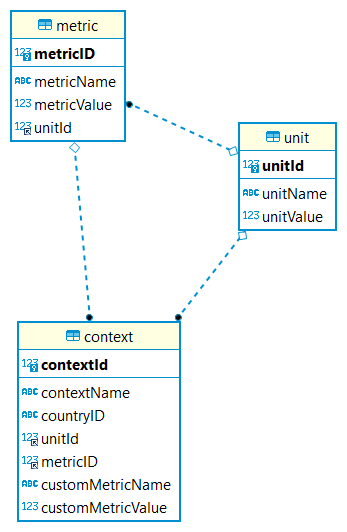 metric
123 metricID
ABC metricName
123 metricValue
123 unitId
unit
123 unitId
ABC unitName
123 unitValue
context
123 contextId
ABC contextName
ABC countryID
123 unitId
123 metricID
ABC customMetricName
123 customMetricValue